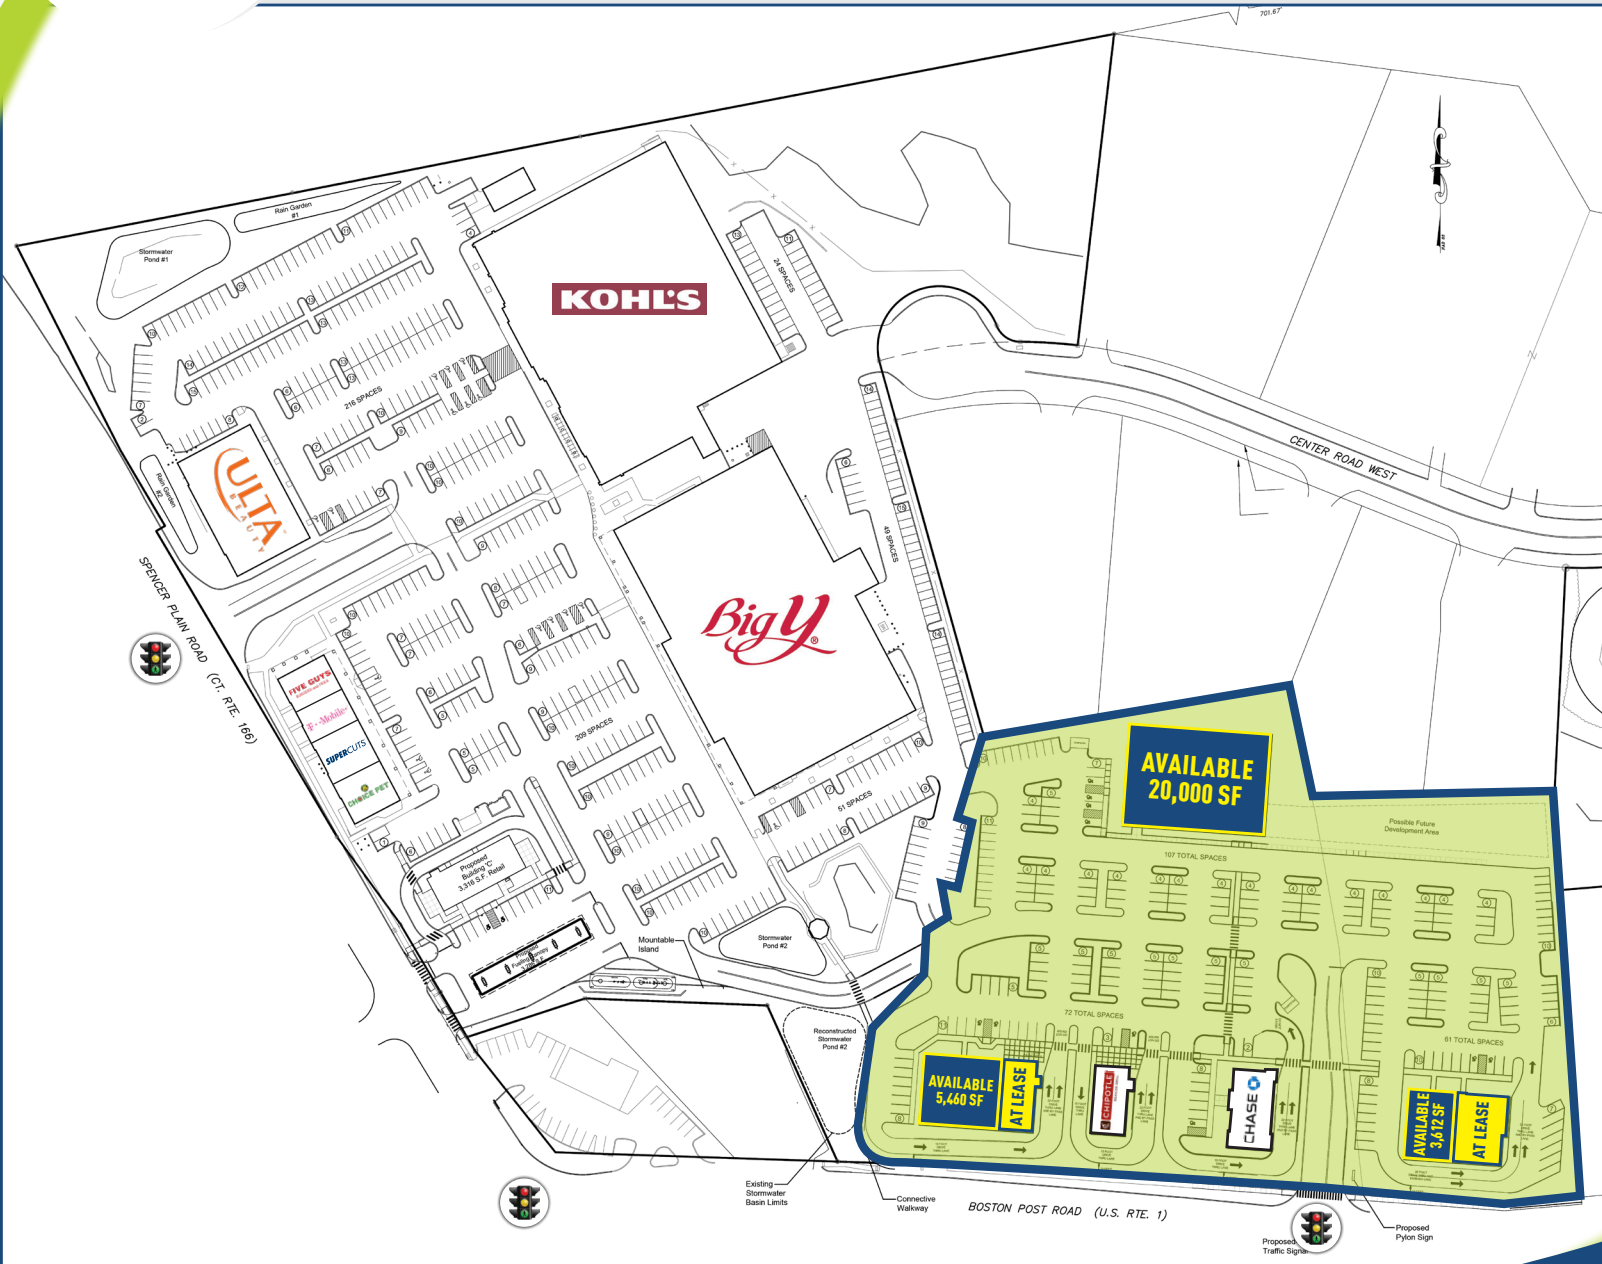 701.67'
Rain Garden
#1
Stormwater
Pond #1
KOHL'S
24 SPACES
216 SPACES
ULTA
BEAUTY
Rain Garden
#2
CENTER ROAD WEST
49 SPACES
SPENCER PLAIN ROAD (CT. RTE. 166)
Big Y®
FIVE GUYS
T-Mobile
SUPERCUTS
CHOICE PET
209 SPACES
51 SPACES
AVAILABLE
20,000 SF
Possible Future
Development Area
107 TOTAL SPACES
Proposed
Building 'C'
3,316 S.F. Retail
Mountable
Island
Stormwater
Pond #2
Reconstructed
Stormwater
Pond #2
72 TOTAL SPACES
61 TOTAL SPACES
AVAILABLE
5,460 SF
AT LEASE
CHIPOTLE
CHASE
AVAILABLE
3,612 SF
AT LEASE
Existing
Stormwater
Basin Limits
Connective
Walkway
BOSTON POST ROAD (U.S. RTE. 1)
Proposed
Traffic Signal
Proposed
Pylon Sign